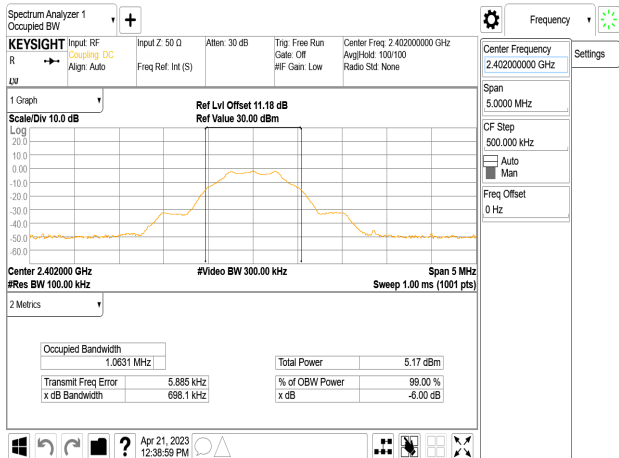 Spectrum Analyzer 1
Occupied BW
Frequency
KEYSIGHT
R
LXI
Input: RF
Coupling: DC
Align: Auto
Input Z: 50 Ω
Freq Ref: Int (S)
Atten: 30 dB
Trig: Free Run
Gate: Off
#IF Gain: Low
Center Freq: 2.402000000 GHz
Avg|Hold: 100/100
Radio Std: None
Center Frequency
2.402000000 GHz
Settings
Span
5.0000 MHz
CF Step
500.000 kHz
Auto
Man
Freq Offset
0 Hz
1 Graph
Scale/Div 10.0 dB
Ref Lvl Offset 11.18 dB
Ref Value 30.00 dBm
Log
20.0
10.0
0.00
-10.0
-20.0
-30.0
-40.0
-50.0
-60.0
Center 2.402000 GHz
#Res BW 100.00 kHz
#Video BW 300.00 kHz
Span 5 MHz
Sweep 1.00 ms (1001 pts)
2 Metrics
Occupied Bandwidth
1.0631 MHz
Total Power 5.17 dBm
Transmit Freq Error 5.885 kHz
% of OBW Power 99.00 %
x dB Bandwidth 698.1 kHz
x dB -6.00 dB
?
Apr 21, 2023
12:38:59 PM